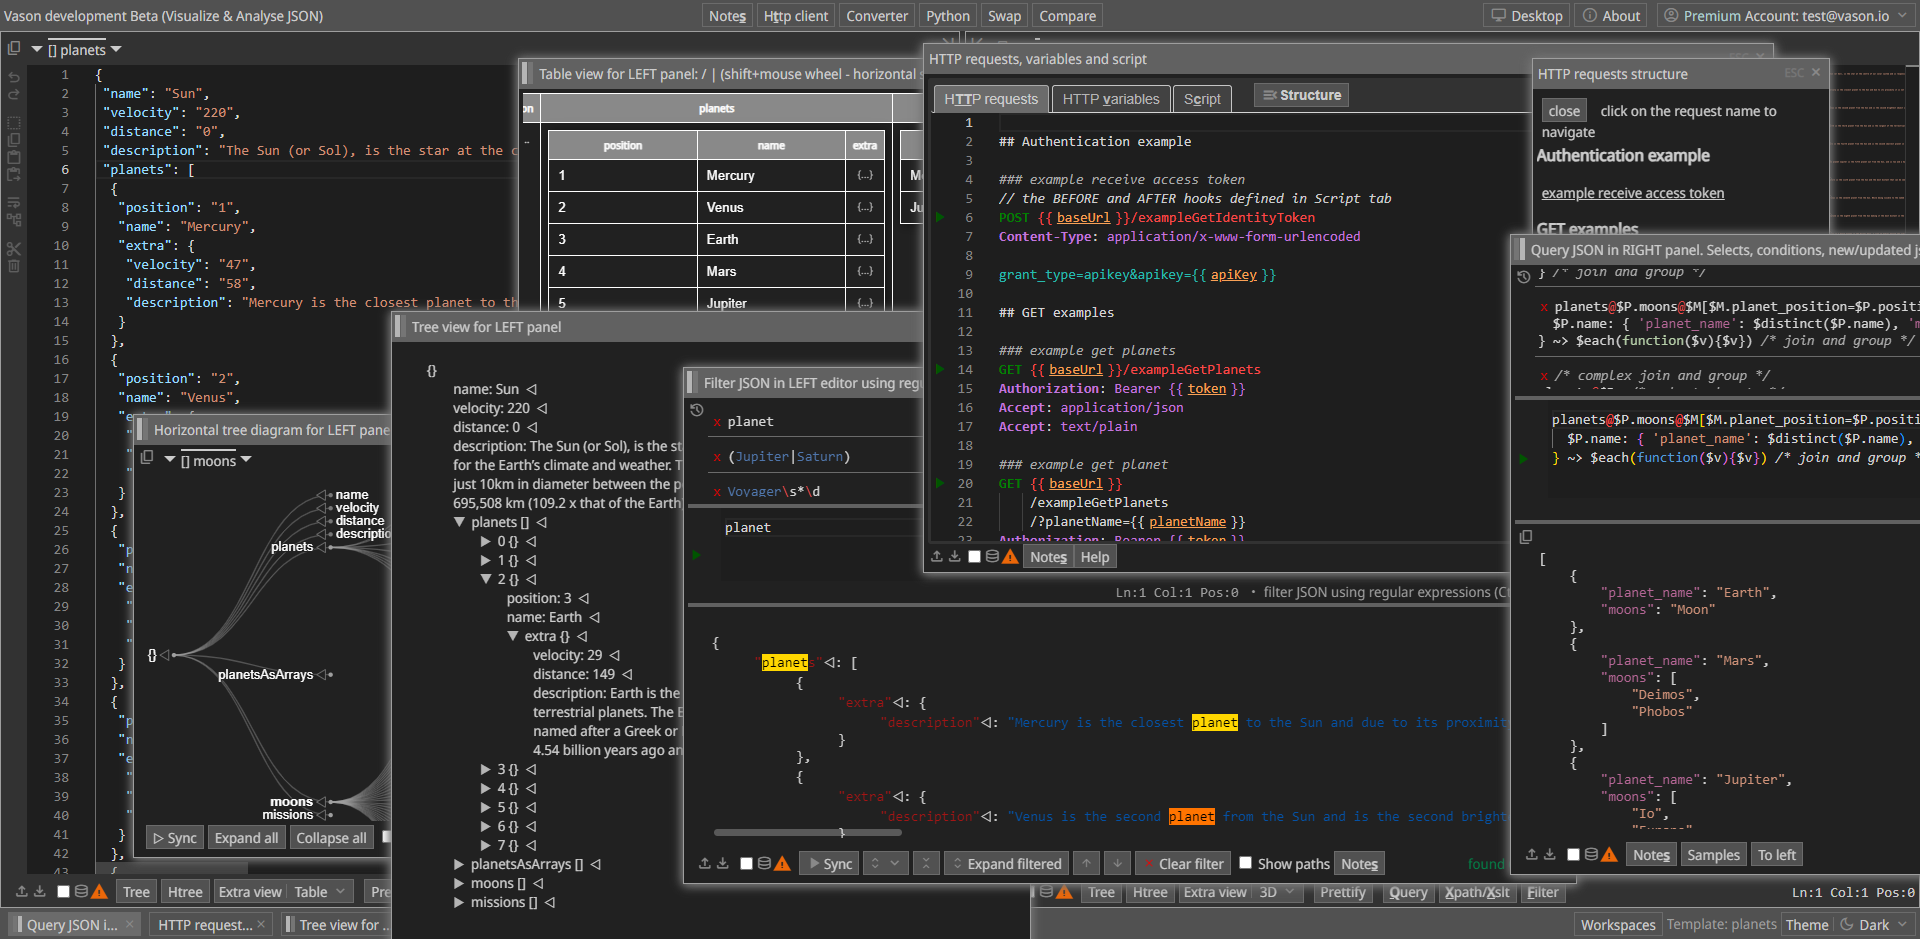 Vason development Beta (Visualize & Analyse JSON)
Notes Http client Converter Python Swap Compare
Desktop About Premium Account: test@vason.io
[] planets
1 {
2 "name": "Sun",
3 "velocity": "220",
4 "distance": "0",
5 "description": "The Sun (or Sol), is the star at the c
6 "planets": [
7 {
8 "position": "1",
9 "name": "Mercury",
10 "extra": {
11 "velocity": "47",
12 "distance": "58",
13 "description": "Mercury is the closest planet to th
14 }
15 },
16 {
17 "position": "2",
18 "name": "Venus",
19 "e
20 "
21 "
22 "
23 }
24 },
25 {
26 "p
27 "n
28 "e
29 "
30 "
31 "
32 }
33 },
34 {
35 "p
36 "n
37 "e
38 "
39 "
40 "
41 }
42 },
43 {
Tree Htree Extra view Table Pre
Table view for LEFT panel: / | (shift+mouse wheel - horizontal s
on planets
position name extra
1 Mercury {...}
2 Venus {...}
3 Earth {...}
4 Mars {...}
5 Jupiter {...}
M
Ju
Horizontal tree diagram for LEFT pane
[] moons
name
velocity
distance
descriptio
planets
{}
planetsAsArrays
moons
missions
Sync Expand all Collapse all
Tree view for LEFT panel
{}
name: Sun
velocity: 220
distance: 0
description: The Sun (or Sol), is the st
for the Earth's climate and weather. T
just 10km in diameter between the p
695,508 km (109.2 x that of the Earth
planets []
0 {}
1 {}
2 {}
position: 3
name: Earth
extra {}
velocity: 29
distance: 149
description: Earth is the
terrestrial planets. The E
named after a Greek or
4.54 billion years ago an
3 {}
4 {}
5 {}
6 {}
7 {}
planetsAsArrays []
moons []
missions []
Filter JSON in LEFT editor using regu
x planet
x (Jupiter|Saturn)
x Voyager\s*\d
planet
Ln:1 Col:1 Pos:0 • filter JSON using regular expressions (C
{
"planets": [
{
"extra": {
"description": "Mercury is the closest planet to the Sun and due to its proximit
}
},
{
"extra": {
"description": "Venus is the second planet from the Sun and is the second bright
}
Sync Expand filtered Clear filter Show paths Notes found
HTTP requests, variables and script
ESC ×
HTTP requests HTTP variables Script Structure
1
2 ## Authentication example
3
4 ### example receive access token
5 // the BEFORE and AFTER hooks defined in Script tab
6 POST {{ baseUrl }}/exampleGetIdentityToken
7 Content-Type: application/x-www-form-urlencoded
8
9 grant_type=apikey&apikey={{ apiKey }}
10
11 ## GET examples
12
13 ### example get planets
14 GET {{ baseUrl }}/exampleGetPlanets
15 Authorization: Bearer {{ token }}
16 Accept: application/json
17 Accept: text/plain
18
19 ### example get planet
20 GET {{ baseUrl }}
21 /exampleGetPlanets
22 /?planetName={{ planetName }}
23 Authorization: Bearer {{ token }}
Notes Help
HTTP requests structure
ESC ×
close click on the request name to
navigate
Authentication example
example receive access token
GET examples
Query JSON in RIGHT panel. Selects, conditions, new/updated js
} /* join and group */
x planets@$P.moons@$M[$M.planet_position=$P.positi
$P.name: { 'planet_name': $distinct($P.name), 'm
} ~> $each(function($v){$v}) /* join and group */
x /* complex join and group */
planets@$P.moons@$M[$M.planet_position=$P.positi
$P.name: { 'planet_name': $distinct($P.name),
} ~> $each(function($v){$v}) /* join and group *
[
{
"planet_name": "Earth",
"moons": "Moon"
},
{
"planet_name": "Mars",
"moons": [
"Deimos",
"Phobos"
]
},
{
"planet_name": "Jupiter",
"moons": [
"Io",
"Europa"
Notes Samples To left
Tree Htree Extra view 3D Prettify Query Xpath/Xslt Filter
Ln:1 Col:1 Pos:0
Query JSON i... × HTTP request... × Tree view for ..
Workspaces Template: planets Theme Dark